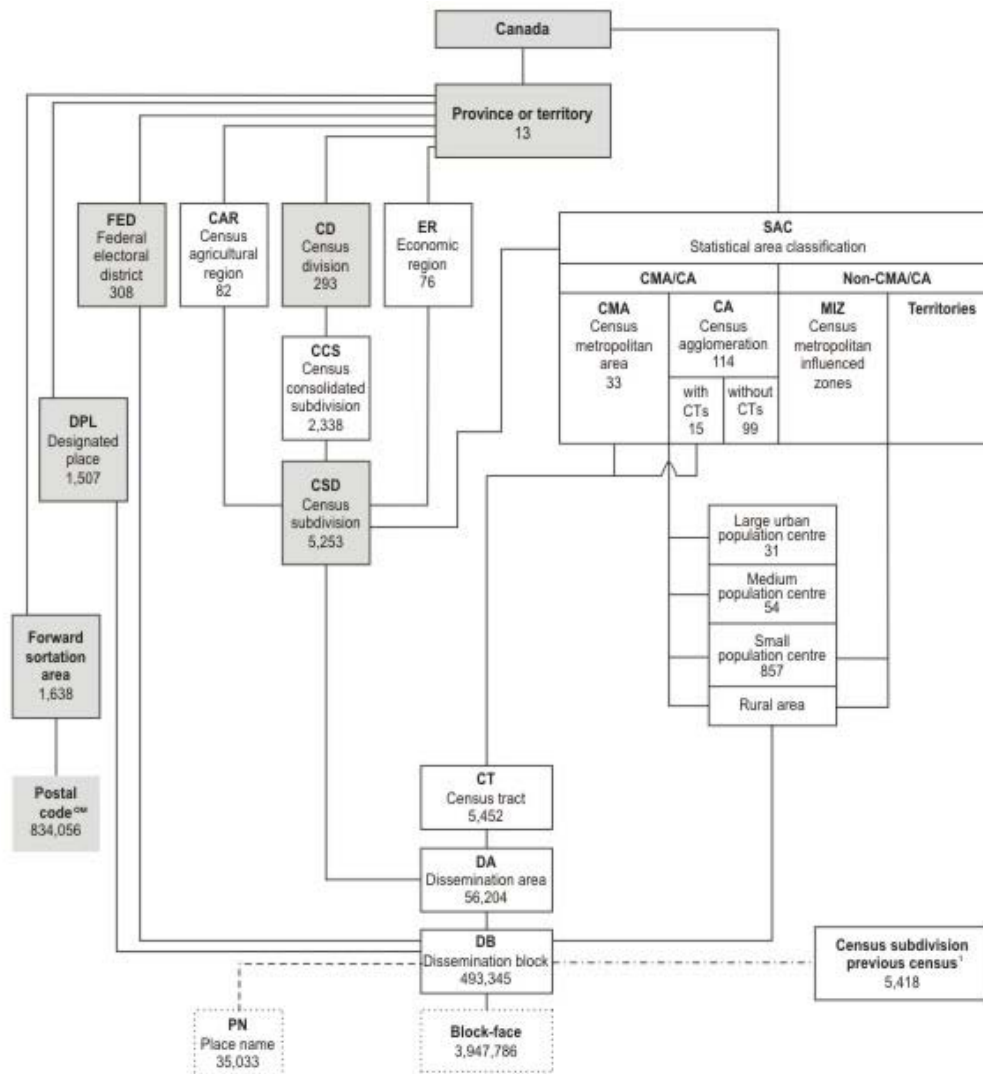 Canada
Province or territory
13
FED
Federal
electoral
district
308
CAR
Census
agricultural
region
82
CD
Census
division
293
ER
Economic
region
76
SAC
Statistical area classification
CMA/CA
Non-CMA/CA
CMA
Census
metropolitan
area
33
CA
Census
agglomeration
114
with
CTs
15
without
CTs
99
MIZ
Census
metropolitan
influenced
zones
Territories
CCS
Census
consolidated
subdivision
2,338
DPL
Designated
place
1,507
CSD
Census
subdivision
5,253
Large urban
population centre
31
Medium
population centre
54
Small
population centre
857
Rural area
Forward
sortation
area
1,638
Postal
code OM
834,056
CT
Census tract
5,452
DA
Dissemination area
56,204
DB
Dissemination block
493,345
Census subdivision
previous census¹
5,418
PN
Place name
35,033
Block-face
3,947,786